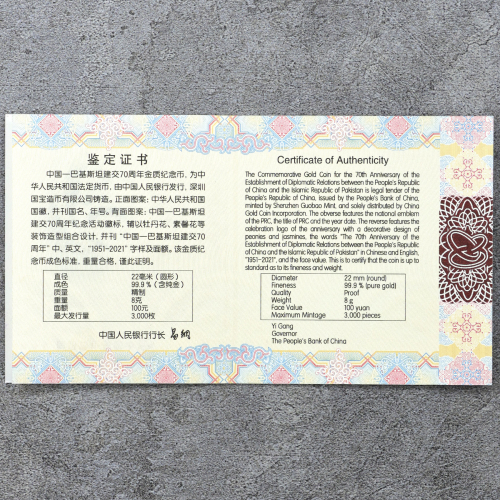 鉴定证书
中国—巴基斯坦建交70周年金质纪念币，为中
华人民共和国法定货币，由中国人民银行发行，深圳
国宝造币有限公司铸造。正面图案：中华人民共和国
国徽，并刊国名、年号。背面图案：中国—巴基斯坦
建交70周年纪念活动徽标，辅以牡丹花、素馨花等
装饰造型组合设计，并刊“中国—巴基斯坦建交70
周年”中、英文，“1951-2021”字样及面额。该金质纪
念币成色标准，重量合格，谨此证明。
直径 22毫米（圆形）
成色 99.9％（含纯金）
质量 精制
重量 8克
面额 100元
最大发行量 3,000枚
中国人民银行行长 易纲
Certificate of Authenticity
The Commemorative Gold Coin for the 70th Anniversary of the
Establishment of Diplomatic Relations between the People's Republic
of China and the Islamic Republic of Pakistan is legal tender of the
People's Republic of China, issued by the People's Bank of China,
minted by Shenzhen Guobao Mint, and solely distributed by China
Gold Coin Incorporation. The obverse features the national emblem
of the PRC, the title of PRC and the year date. The reverse features the
celebration logo of the anniversary with a decorative design of
peonies and jasmines, the words "The 70th Anniversary of the
Establishment of Diplomatic Relations between the People's Republic
of China and the Islamic Republic of Pakistan" in Chinese and English,
"1951-2021", and the face value. This is to certify that the coin is up to
standard as to its fineness and weight.
Diameter 22 mm (round)
Fineness 99.9 % (pure gold)
Quality Proof
Weight 8 g
Face Value 100 yuan
Maximum Mintage 3,000 pieces
Yi Gang
Governor
The People's Bank of China